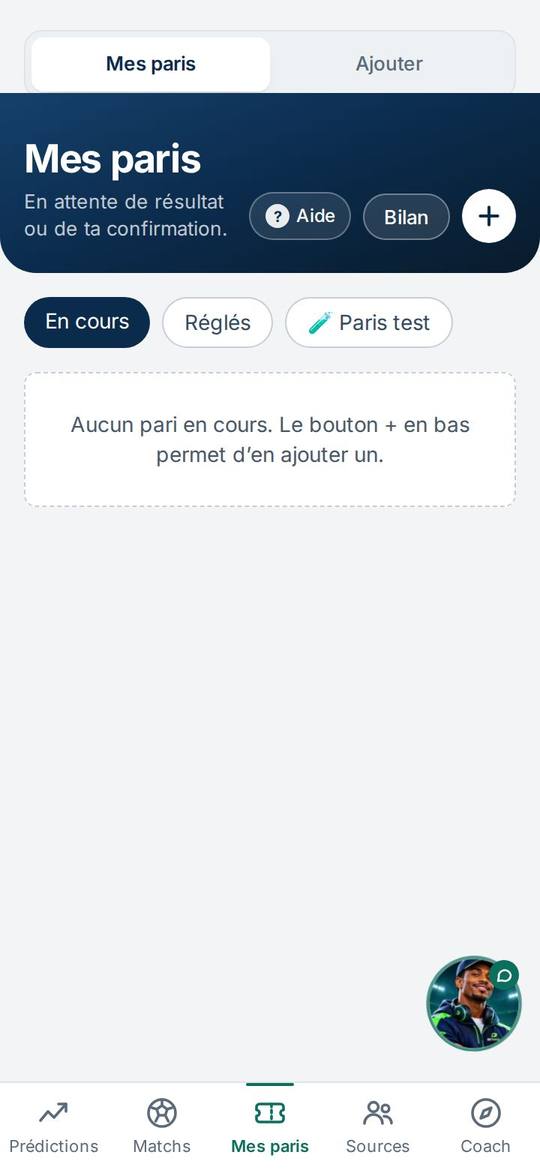 Mes paris
Ajouter
Mes paris
En attente de résultat
ou de ta confirmation.
? Aide
Bilan
+
En cours
Réglés
🧪 Paris test
Aucun pari en cours. Le bouton + en bas
permet d’en ajouter un.
Prédictions
Matchs
Mes paris
Sources
Coach